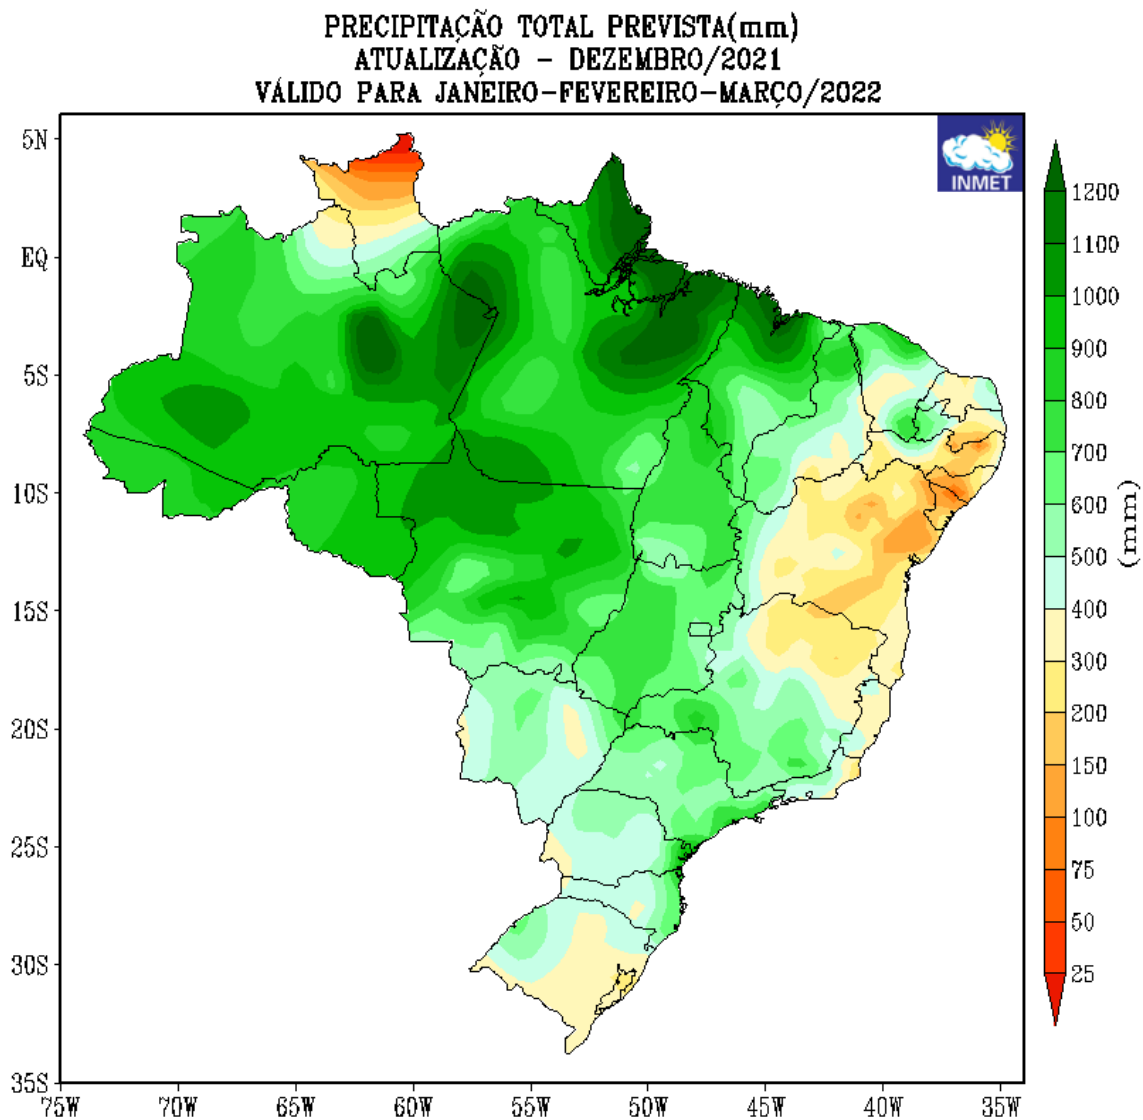 PRECIPITAÇÃO TOTAL PREVISTA(mm)
ATUALIZAÇÃO - DEZEMBRO/2021
VÁLIDO PARA JANEIRO-FEVEREIRO-MARÇO/2022
INMET
5N
EQ
5S
10S
15S
20S
25S
30S
35S
75W 70W 65W 60W 55W 50W 45W 40W 35W
1200
1100
1000
900
800
700
600
500
400
300
200
150
100
75
50
25
(mm)